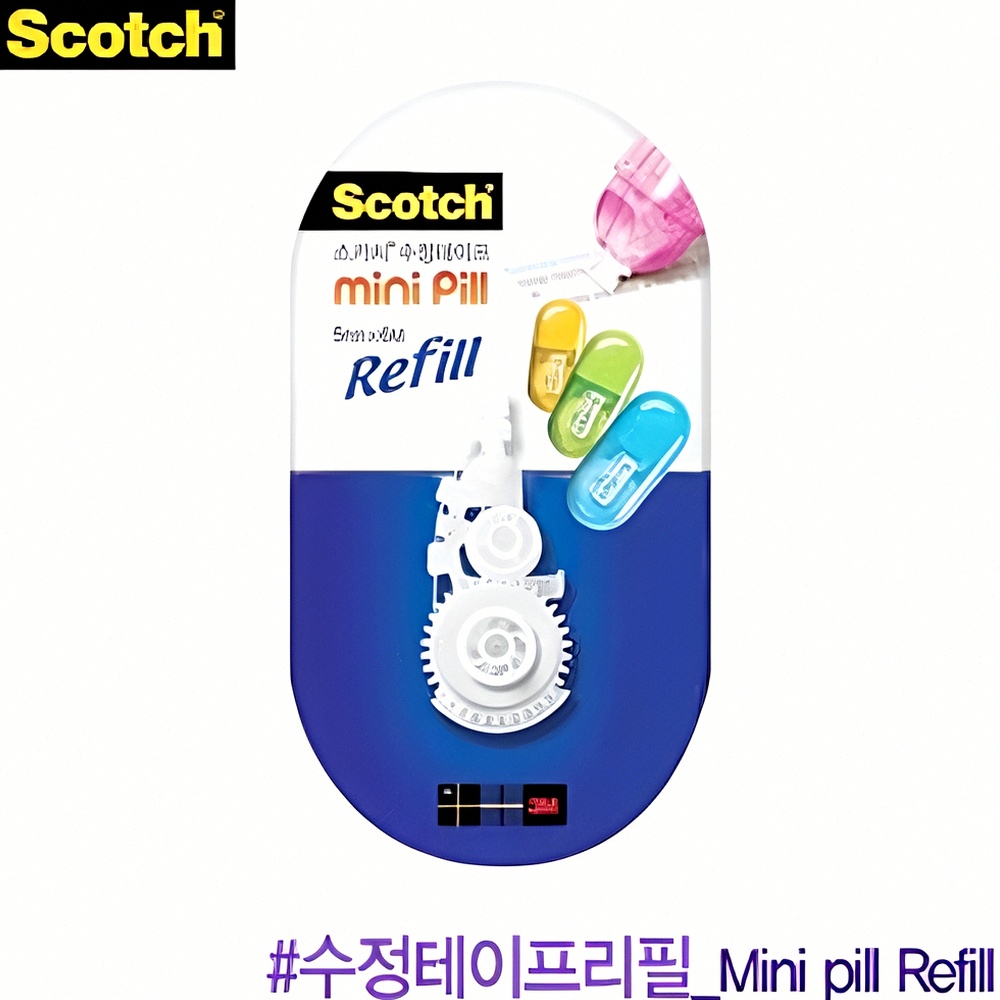 Scotch
Scotch
mini Pill
Refill
#수정테이프리필_Mini pill Refill